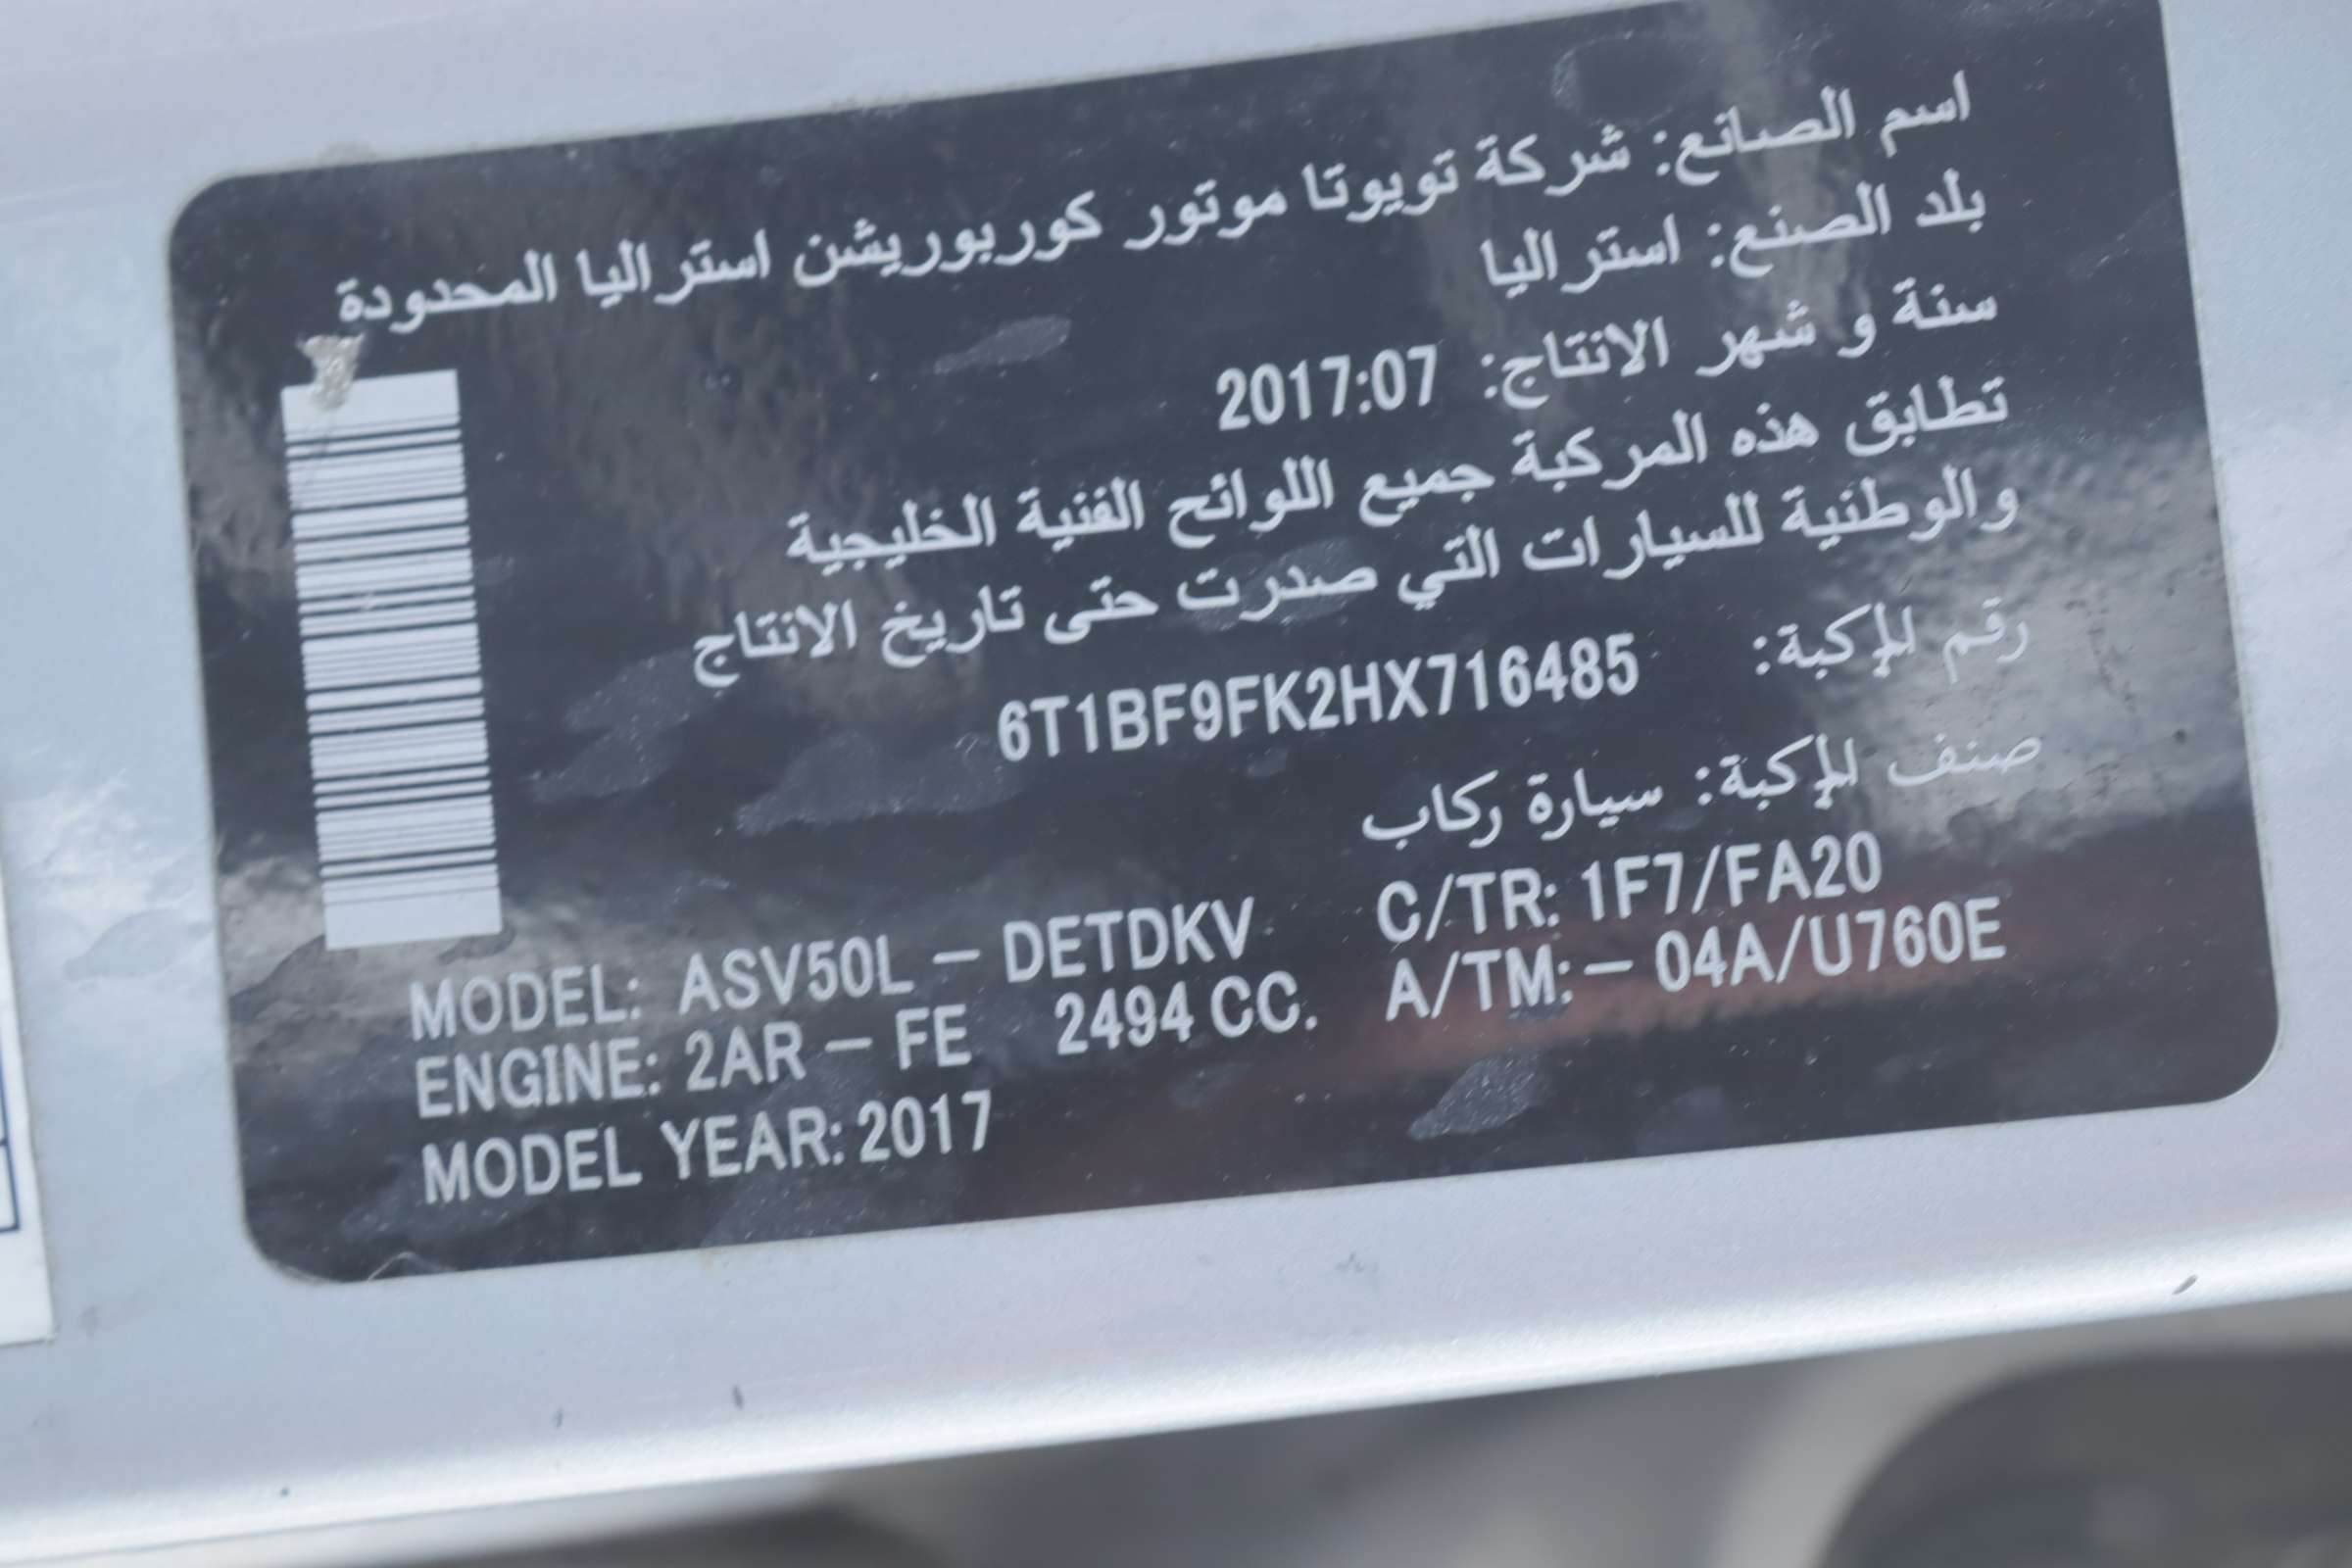 اسم الصانع: شركة تويوتا موتور كوربوريشن استراليا المحدودة
بلد الصنع: استراليا
سنة و شهر الانتاج: 2017:07
تطابق هذه المركبة جميع اللوائح الفنية الخليجية
والوطنية للسيارات التي صدرت حتى تاريخ الانتاج
رقم المركبة: 6T1BF9FK2HX716485
صنف المركبة: سيارة ركاب
MODEL: ASV50L – DETDKV C/TR: 1F7/FA20
ENGINE: 2AR – FE 2494 CC. A/TM:– 04A/U760E
MODEL YEAR: 2017